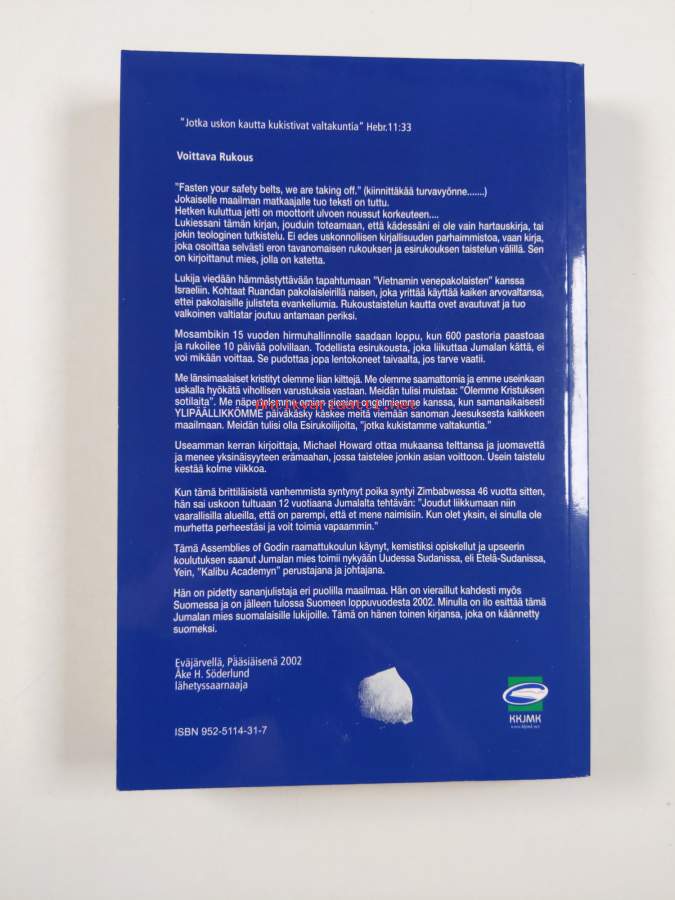 "Jotka uskon kautta kukistivat valtakuntia" Hebr.11:33
Voittava Rukous
"Fasten your safety belts, we are taking off." (kiinnittäkää turvavyönne.......)
Jokaiselle maailman matkaajalle tuo teksti on tuttu.
Hetken kuluttua jetti on moottorit ulvoen noussut korkeuteen....
Lukiessani tämän kirjan, jouduin toteamaan, että kädessäni ei ole vain hartauskirja, tai
jokin teologinen tutkistelu. Ei edes uskonnollisen kirjallisuuden parhaimmistoa, vaan kirja,
joka osoittaa selvästi eron tavanomaisen rukouksen ja esirukouksen taistelun välillä. Sen
on kirjoittanut mies, jolla on katetta.
Lukija viedään hämmästyttävään tapahtumaan "Vietnamin venepakolaisten" kanssa
Israeliin. Kohtaat Ruandan pakolaisleirillä naisen, joka yrittää käyttää kaiken arvovaltansa,
ettei pakolaisille julisteta evankeliumia. Rukoustaistelun kautta ovet avautuvat ja tuo
valkoinen valtiatar joutuu antamaan periksi.
Mosambikin 15 vuoden hirmuhallinnolle saadaan loppu, kun 600 pastoria paastoaa
ja rukoilee 10 päivää polvillaan. Todellista esirukousta, joka liikuttaa Jumalan kättä, ei
voi mikään voittaa. Se pudottaa jopa lentokoneet taivaalta, jos tarve vaatii.
Me länsimaalaiset kristityt olemme liian kilttejä. Me olemme saamattomia ja emme useinkaan
uskalla hyökätä vihollisen varustuksia vastaan. Meidän tulisi muistaa: "Olemme Kristuksen
sotilaita". Me näpertelemme oman pienien ongelmiemme kanssa, kun samanaikaisesti
YLIPÄÄLLIKKÖMME päiväkäsky käskee meitä viemään sanoman Jeesuksesta kaikkeen
maailmaan. Meidän tulisi olla Esirukoilijoita, "jotka kukistamme valtakuntia."
Antikvariaatti.net
Useamman kerran kirjoittaja, Michael Howard ottaa mukaansa telttansa ja juomavettä
ja menee yksinäisyyteen erämaahan, jossa taistelee jonkin asian voittoon. Usein taistelu
kestää kolme viikkoa.
Kun tämä brittiläisistä vanhemmista syntynyt poika syntyi Zimbabwessa 46 vuotta sitten,
hän sai uskoon tultuaan 12 vuotiaana Jumalalta tehtävän: "Joudut liikkumaan niin
vaarallisilla alueilla, että on parempi, että et mene naimisiin. Kun olet yksin, ei sinulla ole
murhetta perheestäsi ja voit toimia vapaammin."
Tämä Assemblies of Godin raamattukoulun käynyt, kemistiksi opiskellut ja upseerin
koulutuksen saanut Jumalan mies toimii nykyään Uudessa Sudanissa, eli Etelä-Sudanissa,
Yein, "Kalibu Academyn" perustajana ja johtajana.
Hän on pidetty sananjulistaja eri puolilla maailmaa. Hän on vieraillut kahdesti myös
Suomessa ja on jälleen tulossa Suomeen loppuvuodesta 2002. Minulla on ilo esittää tämä
Jumalan mies suomalaisille lukijoille. Tämä on hänen toinen kirjansa, joka on käännetty
suomeksi.
Eväjärvellä, Pääsiäisenä 2002
Åke H. Söderlund
lähetyssaarnaaja
KKJMK
www.kkjmk.net
ISBN 952-5114-31-7